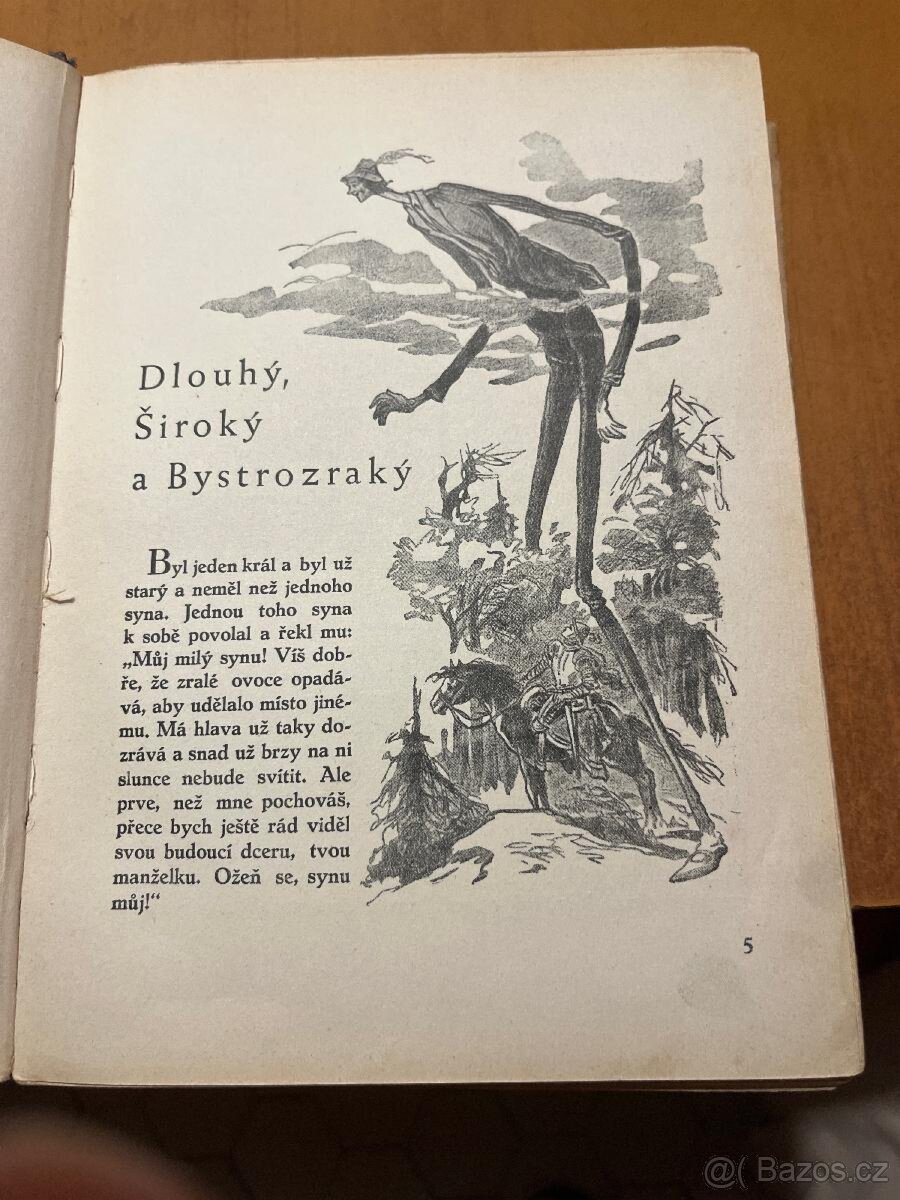 Dlouhý,
Široký
a Bystrozraký
Byl jeden král a byl už
starý a neměl než jednoho
syna. Jednou toho syna
k sobě povolal a řekl mu:
„Můj milý synu! Víš dob-
ře, že zralé ovoce opadá-
vá, aby udělalo místo jiné-
mu. Má hlava už taky do-
zrává a snad už brzy na ni
slunce nebude svítit. Ale
prve, než mne pochováš,
přece bych ještě rád viděl
svou budoucí dceru, tvou
manželku. Ožeň se, synu
můj!“
5
@( Bazos.cz